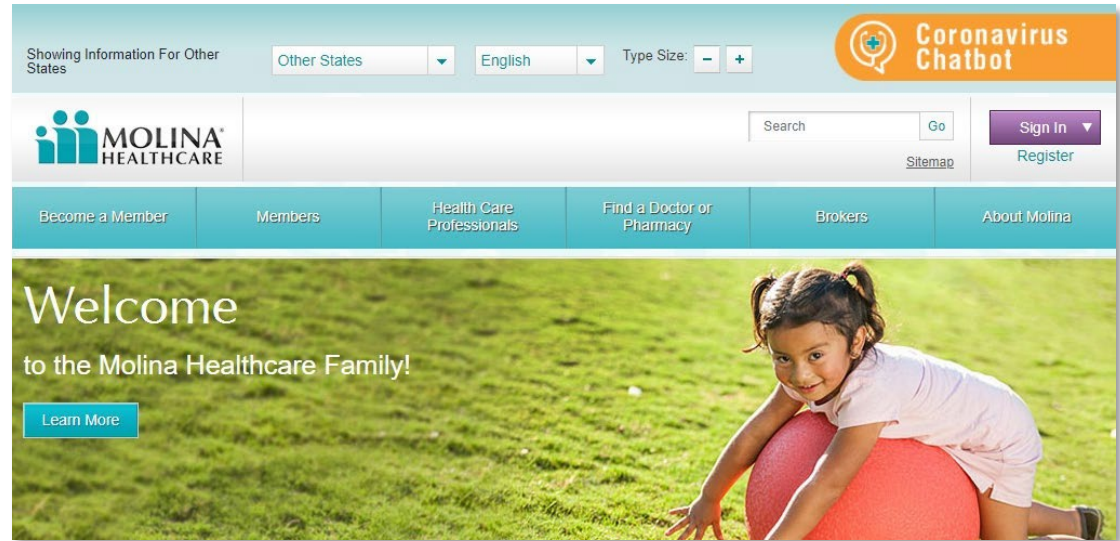 Showing Information For Other
States
Other States
English
Type Size: - +
Coronavirus
Chatbot
MOLINA
HEALTHCARE
Search
Go
Sitemap
Sign In
Register
Become a Member
Members
Health Care
Professionals
Find a Doctor or
Pharmacy
Brokers
About Molina
Welcome
to the Molina Healthcare Family!
Learn More